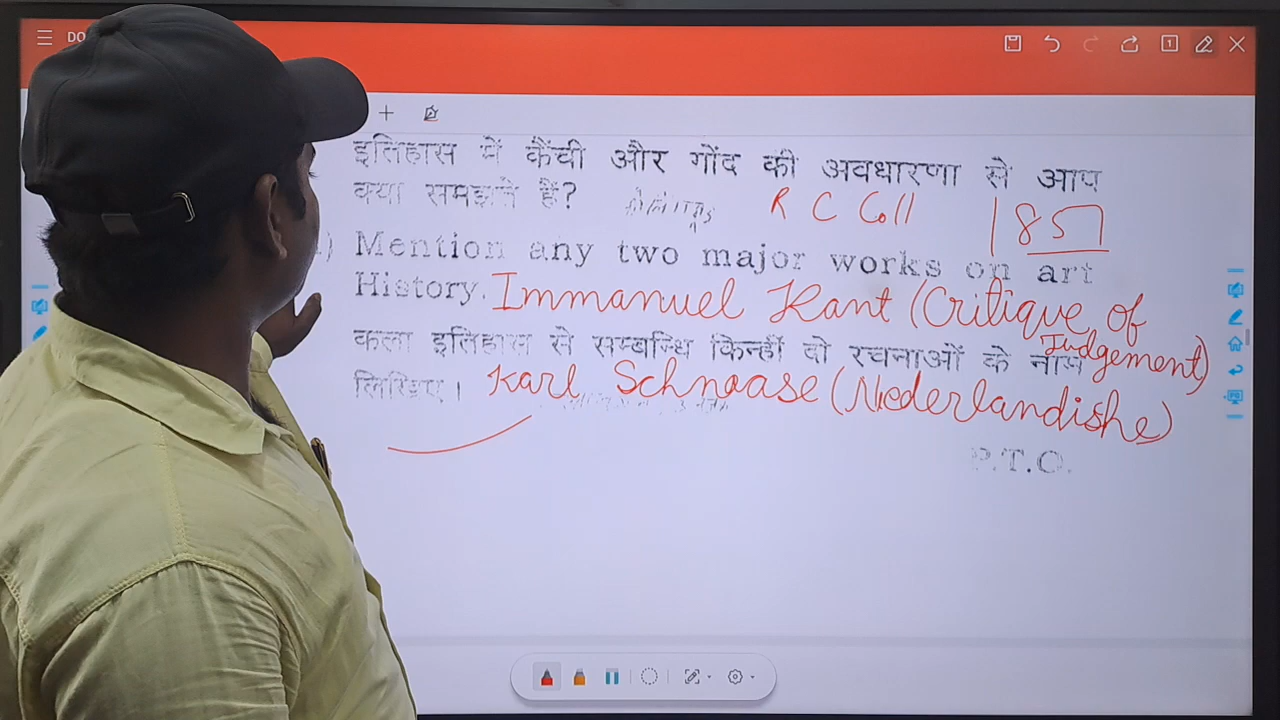 DO
इतिहास में कैंची और गोंद की अवधारणा से आप
क्या समझते हैं?
R C Coll 1857
) Mention any two major works on art
History. Immanuel Kant (Critique of Judgement)
कला इतिहास से सम्बन्धि किन्हीं दो रचनाओं के नाम
लिखिए। Karl Schnaase (Niederlandishe)
P.T.O.